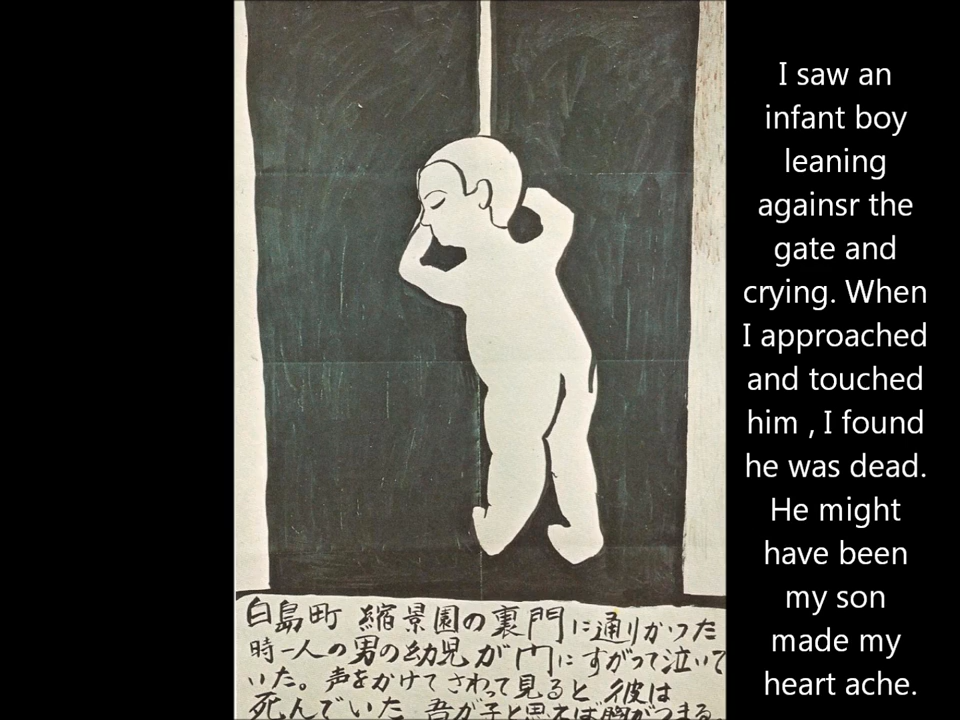 白島町 縮景園の裏門に通りかった
時一人の男の幼児が門にすがって泣いて
いた。声をかけてさわって見ると彼は
死んでいた 吾が子と思えば胸がつまる
I saw an
infant boy
leaning
againsr the
gate and
crying. When
I approached
and touched
him , I found
he was dead.
He might
have been
my son
made my
heart ache.